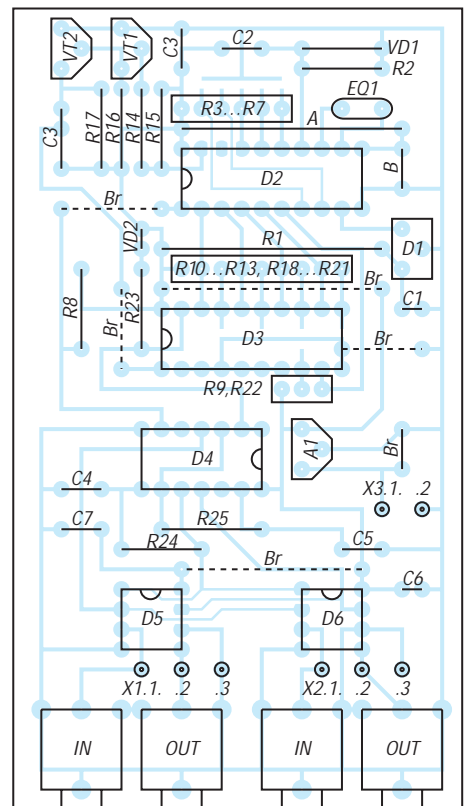 VT2
VT1
C3
C2
VD1
R2
EQ1
R3...R7
C3
R17
R16
R14
R15
A
D2
B
Br
VD2
R1
D1
R10...R13, R18...R21
Br
R8
Br
R23
C1
D3
Br
R9,R22
D4
A1
Br
C4
X3.1. .2
C7
R25
R24
C5
Br
C6
D5
D6
X1.1. .2 .3
X2.1. .2 .3
IN
OUT
IN
OUT